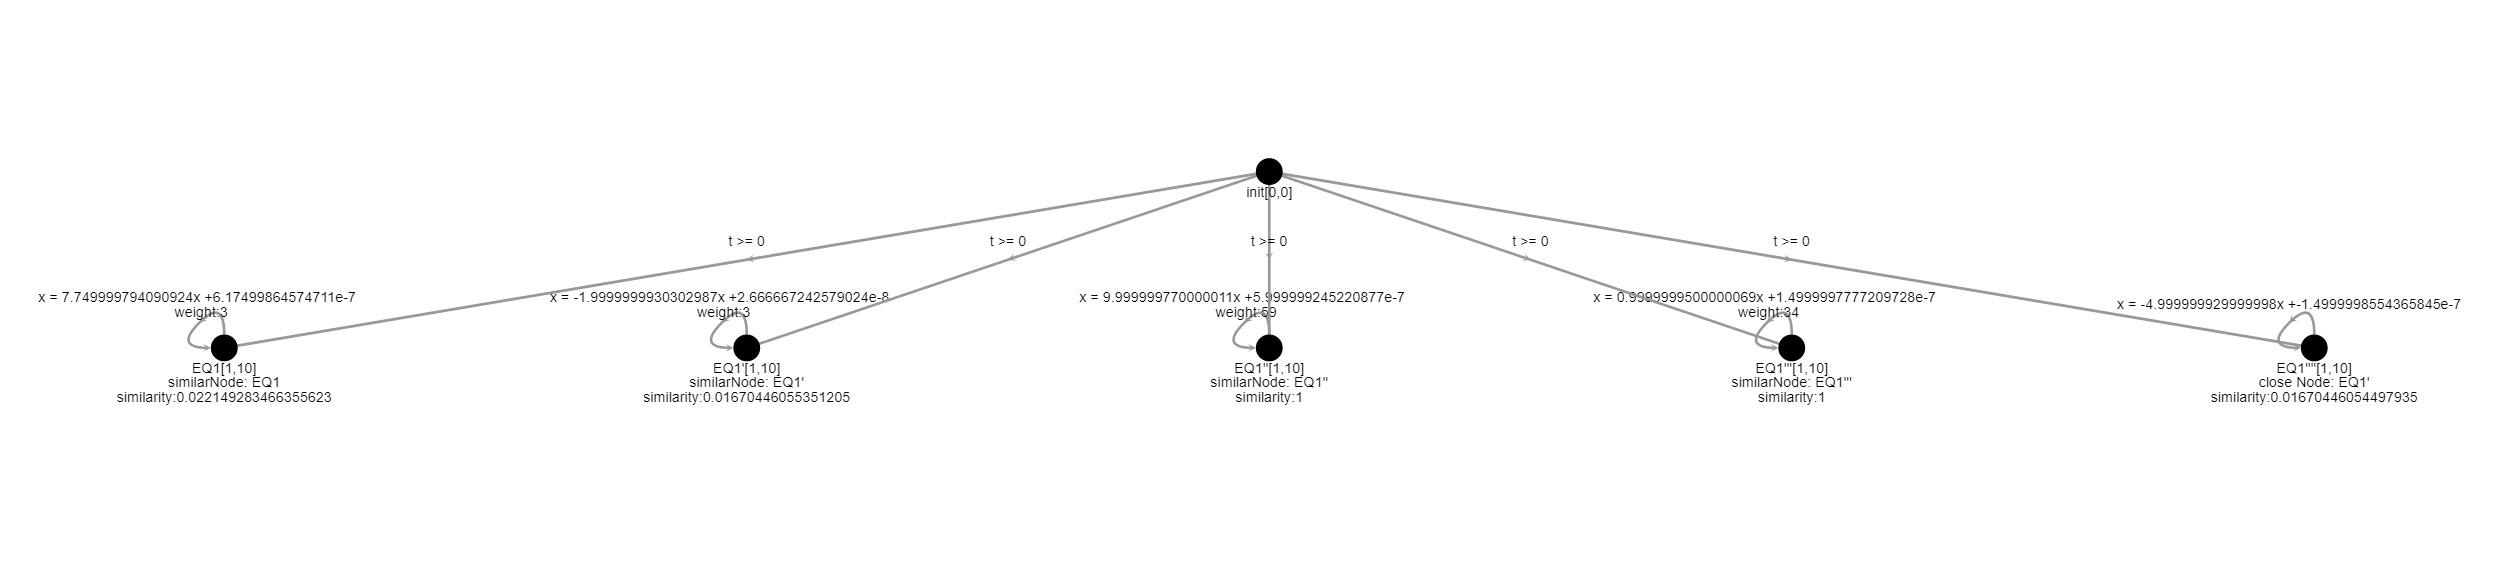 init[0,0]
t >= 0
t >= 0
t >= 0
t >= 0
t >= 0
x = 7.749999794090924x +6.17499864574711e-7
weight:3
x = -1.9999999930302987x +2.666667242579024e-8
weight:3
x = 9.999999770000011x +5.999999245220877e-7
weight:59
x = 0.9999999500000069x +1.4999997777209728e-7
weight:34
x = -4.999999929999998x +-1.4999998554365845e-7
EQ1[1,10]
similarNode: EQ1
similarity:0.022149283466355623
EQ1'[1,10]
similarNode: EQ1'
similarity:0.01670446055351205
EQ1''[1,10]
similarNode: EQ1''
similarity:1
EQ1'''[1,10]
similarNode: EQ1'''
similarity:1
EQ1''''[1,10]
close Node: EQ1'
similarity:0.01670446054497935